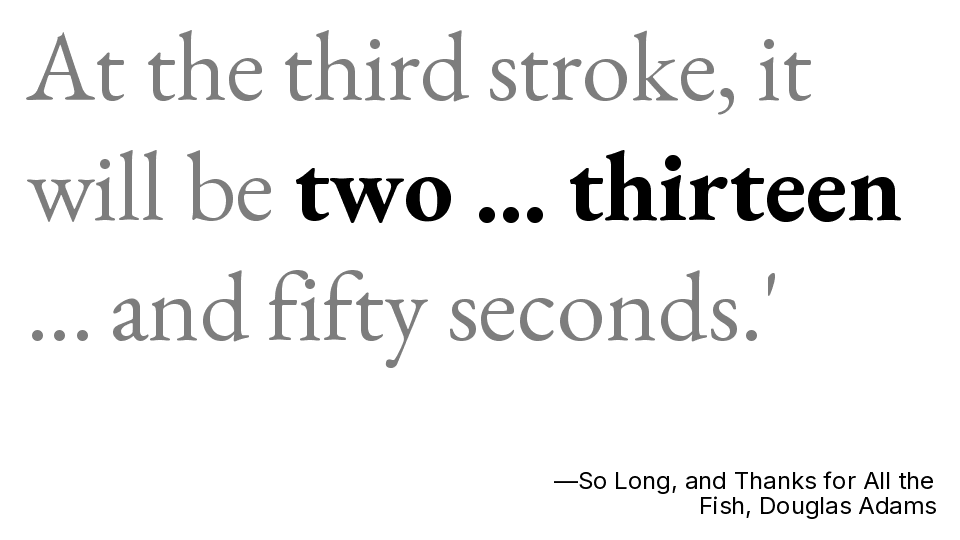 At the third stroke, it
will be two ... thirteen
... and fifty seconds.'
—So Long, and Thanks for All the
Fish, Douglas Adams